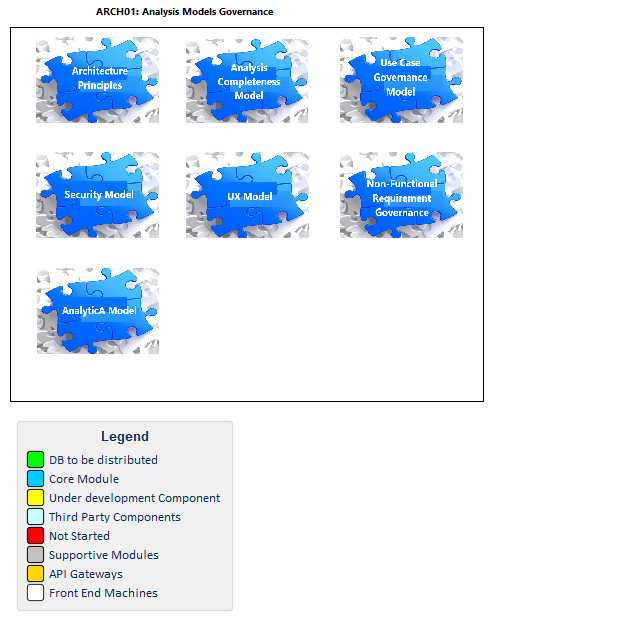 ARCH01: Analysis Models Governance
Architecture
Principles
Analysis
Completeness
Model
Use Case
Governance
Model
Security Model
UX Model
Non-Functional
Requirement
Governance
AnalyticA Model
Legend
DB to be distributed
Core Module
Under development Component
Third Party Components
Not Started
Supportive Modules
API Gateways
Front End Machines